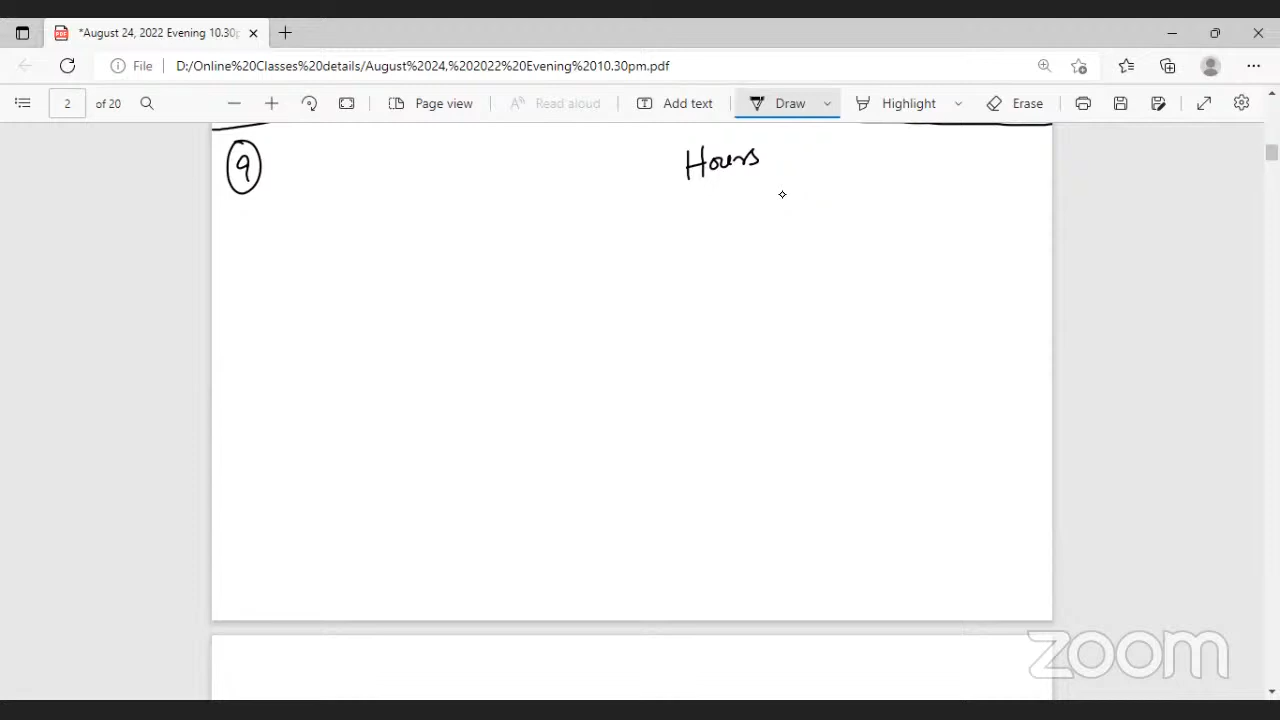 *August 24, 2022 Evening 10.30p
File D:/Online%20Classes%20details/August%2024,%202022%20Evening%2010.30pm.pdf
2 of 20 Page view Read aloud Add text Draw Highlight Erase
9 Hours
zoom